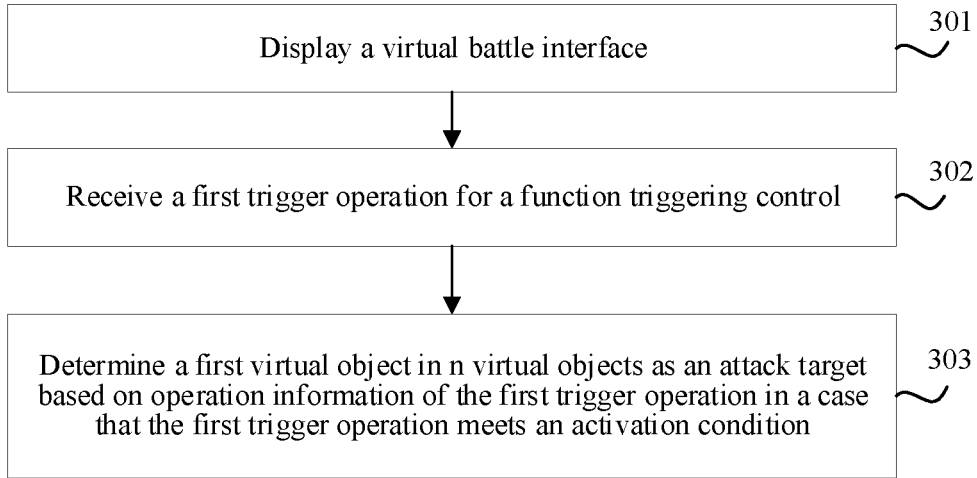 Display a virtual battle interface
301
Receive a first trigger operation for a function triggering control
302
Determine a first virtual object in n virtual objects as an attack target
based on operation information of the first trigger operation in a case
that the first trigger operation meets an activation condition
303